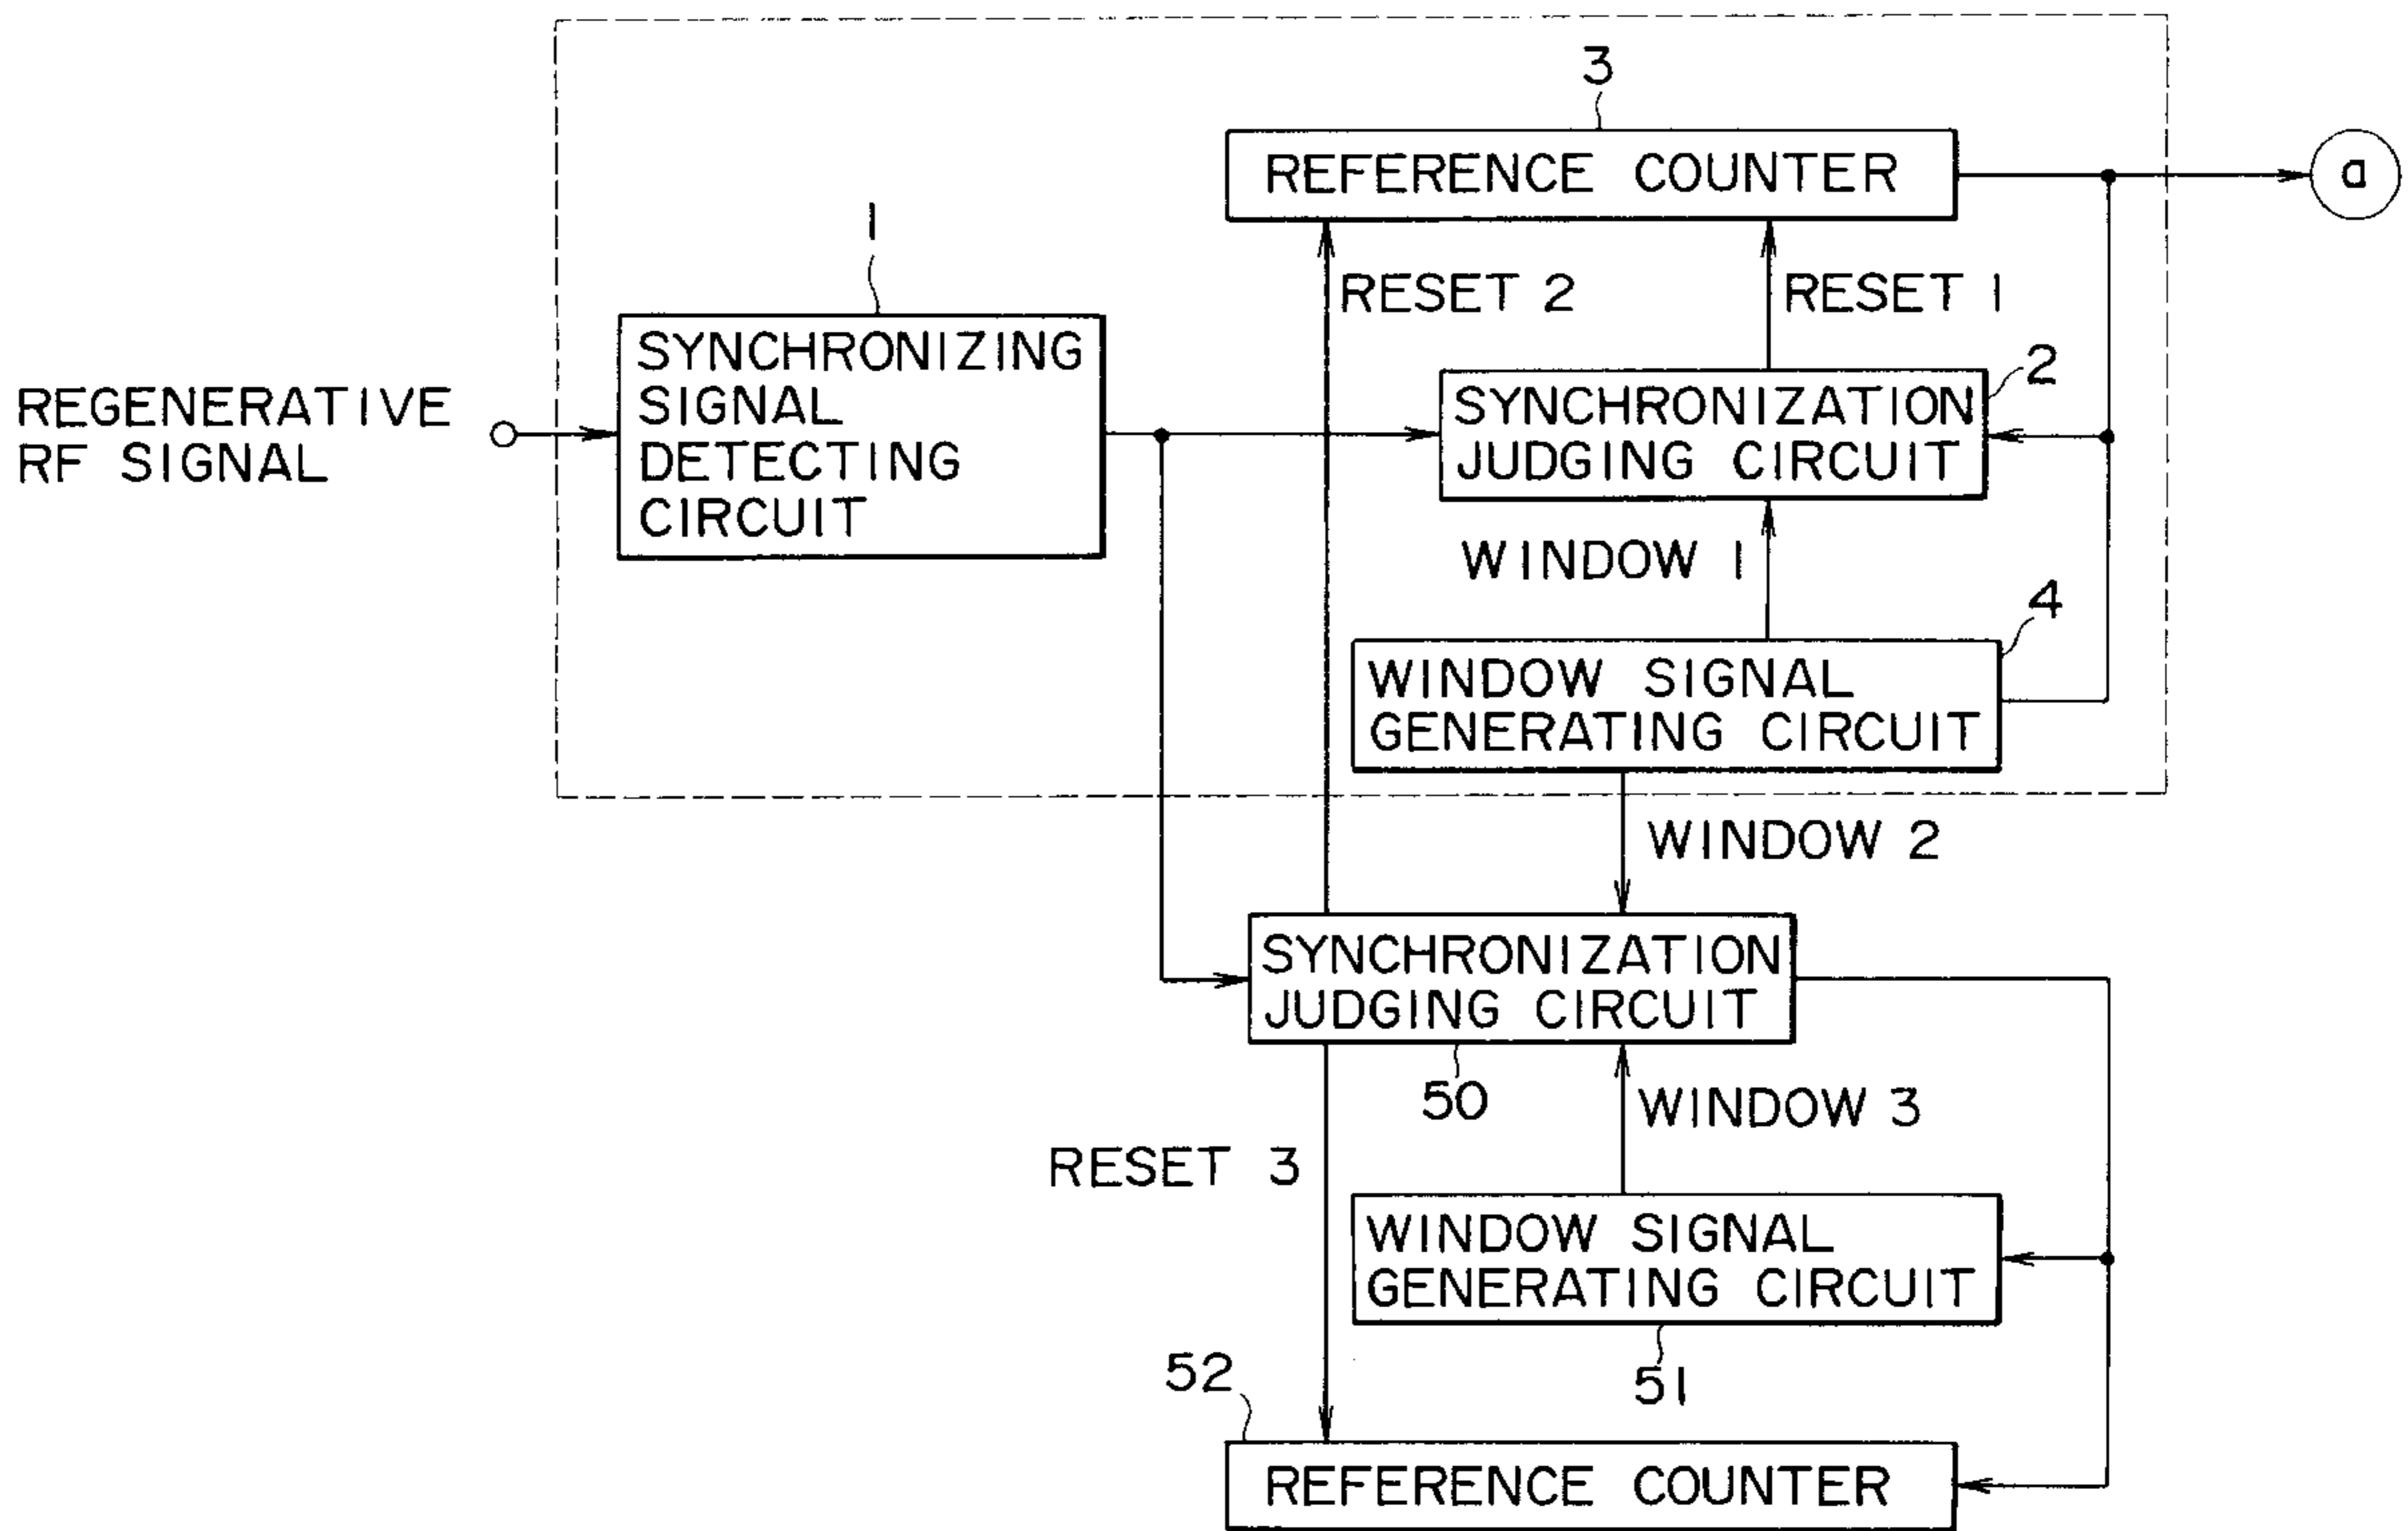 3
REFERENCE COUNTER
a
1
RESET 2
RESET 1
SYNCHRONIZING
SIGNAL
DETECTING
CIRCUIT
REGENERATIVE
RF SIGNAL
2
SYNCHRONIZATION
JUDGING CIRCUIT
WINDOW 1
4
WINDOW SIGNAL
GENERATING CIRCUIT
WINDOW 2
SYNCHRONIZATION
JUDGING CIRCUIT
50
WINDOW 3
RESET 3
WINDOW SIGNAL
GENERATING CIRCUIT
51
52
REFERENCE COUNTER